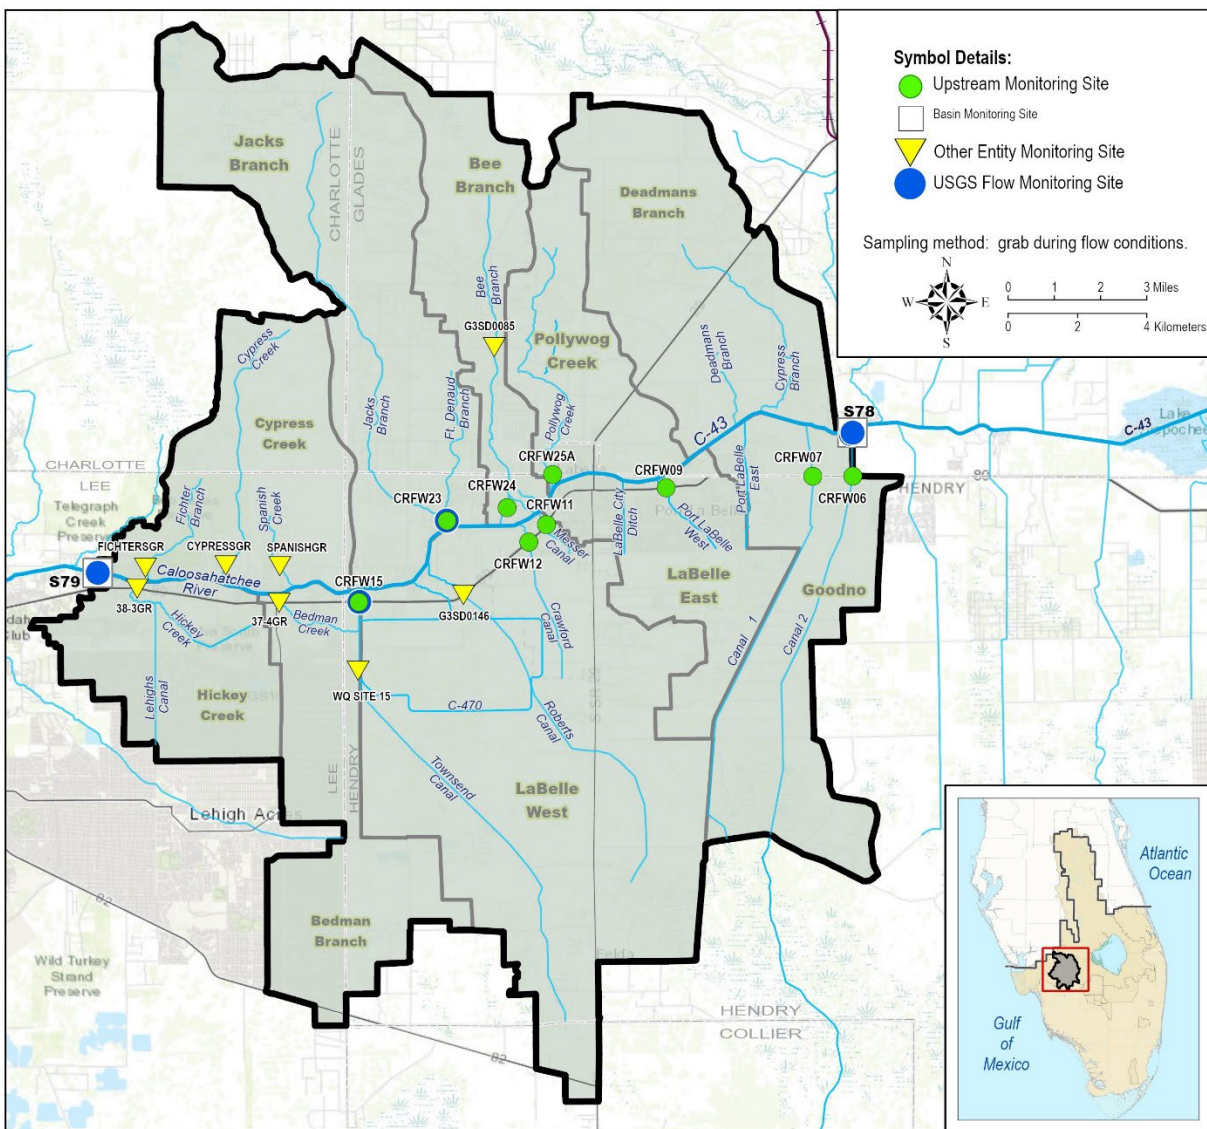 Symbol Details:
Upstream Monitoring Site
Basin Monitoring Site
Other Entity Monitoring Site
USGS Flow Monitoring Site
Sampling method: grab during flow conditions.
N
W
E
S
0 1 2 3 Miles
0 2 4 Kilometers
Jacks
Branch
CHARLOTTE
GLADES
Bee
Branch
Deadmans
Branch
Bee
Branch
G3SD0085
Pollywog
Creek
Cypress
Creek
Jacks
Branch
Ft. Denaud
Branch
Pollywog
Creek
Deadmans
Branch
Cypress
Branch
Cypress
Creek
S78
C-43
C-43
Lake
CHARLOTTE
LEE
Telegraph
Creek
Preserve
Fichter
Branch
Spanish
Creek
CRFW25A
CRFW09
CRFW07
CRFW06
80
HENDRY
CRFW24
CRFW23
CRFW11
Port LaBelle
East
LaBelle City
Ditch
Port LaBelle
West
Messer
Canal
CRFW12
FICHTERSGR
CYPRESSGR
SPANISHGR
S79
Caloosahatchee
River
CRFW15
38-3GR
37-4GR
G3SD0146
LaBelle
East
Goodno
Hickey
Creek
Bedman
Creek
Crawford
Canal
Canal 1
Canal 2
Club
Lehighs
Canal
Hickey
Creek
WQ SITE 15
C-470
Roberts
Canal
LEE
HENDRY
Townsend
Canal
LaBelle
West
Lehigh Acres
82
Bedman
Branch
Felda
Wild Turkey
Strand
Preserve
HENDRY
COLLIER
82
Atlantic
Ocean
Gulf
of
Mexico